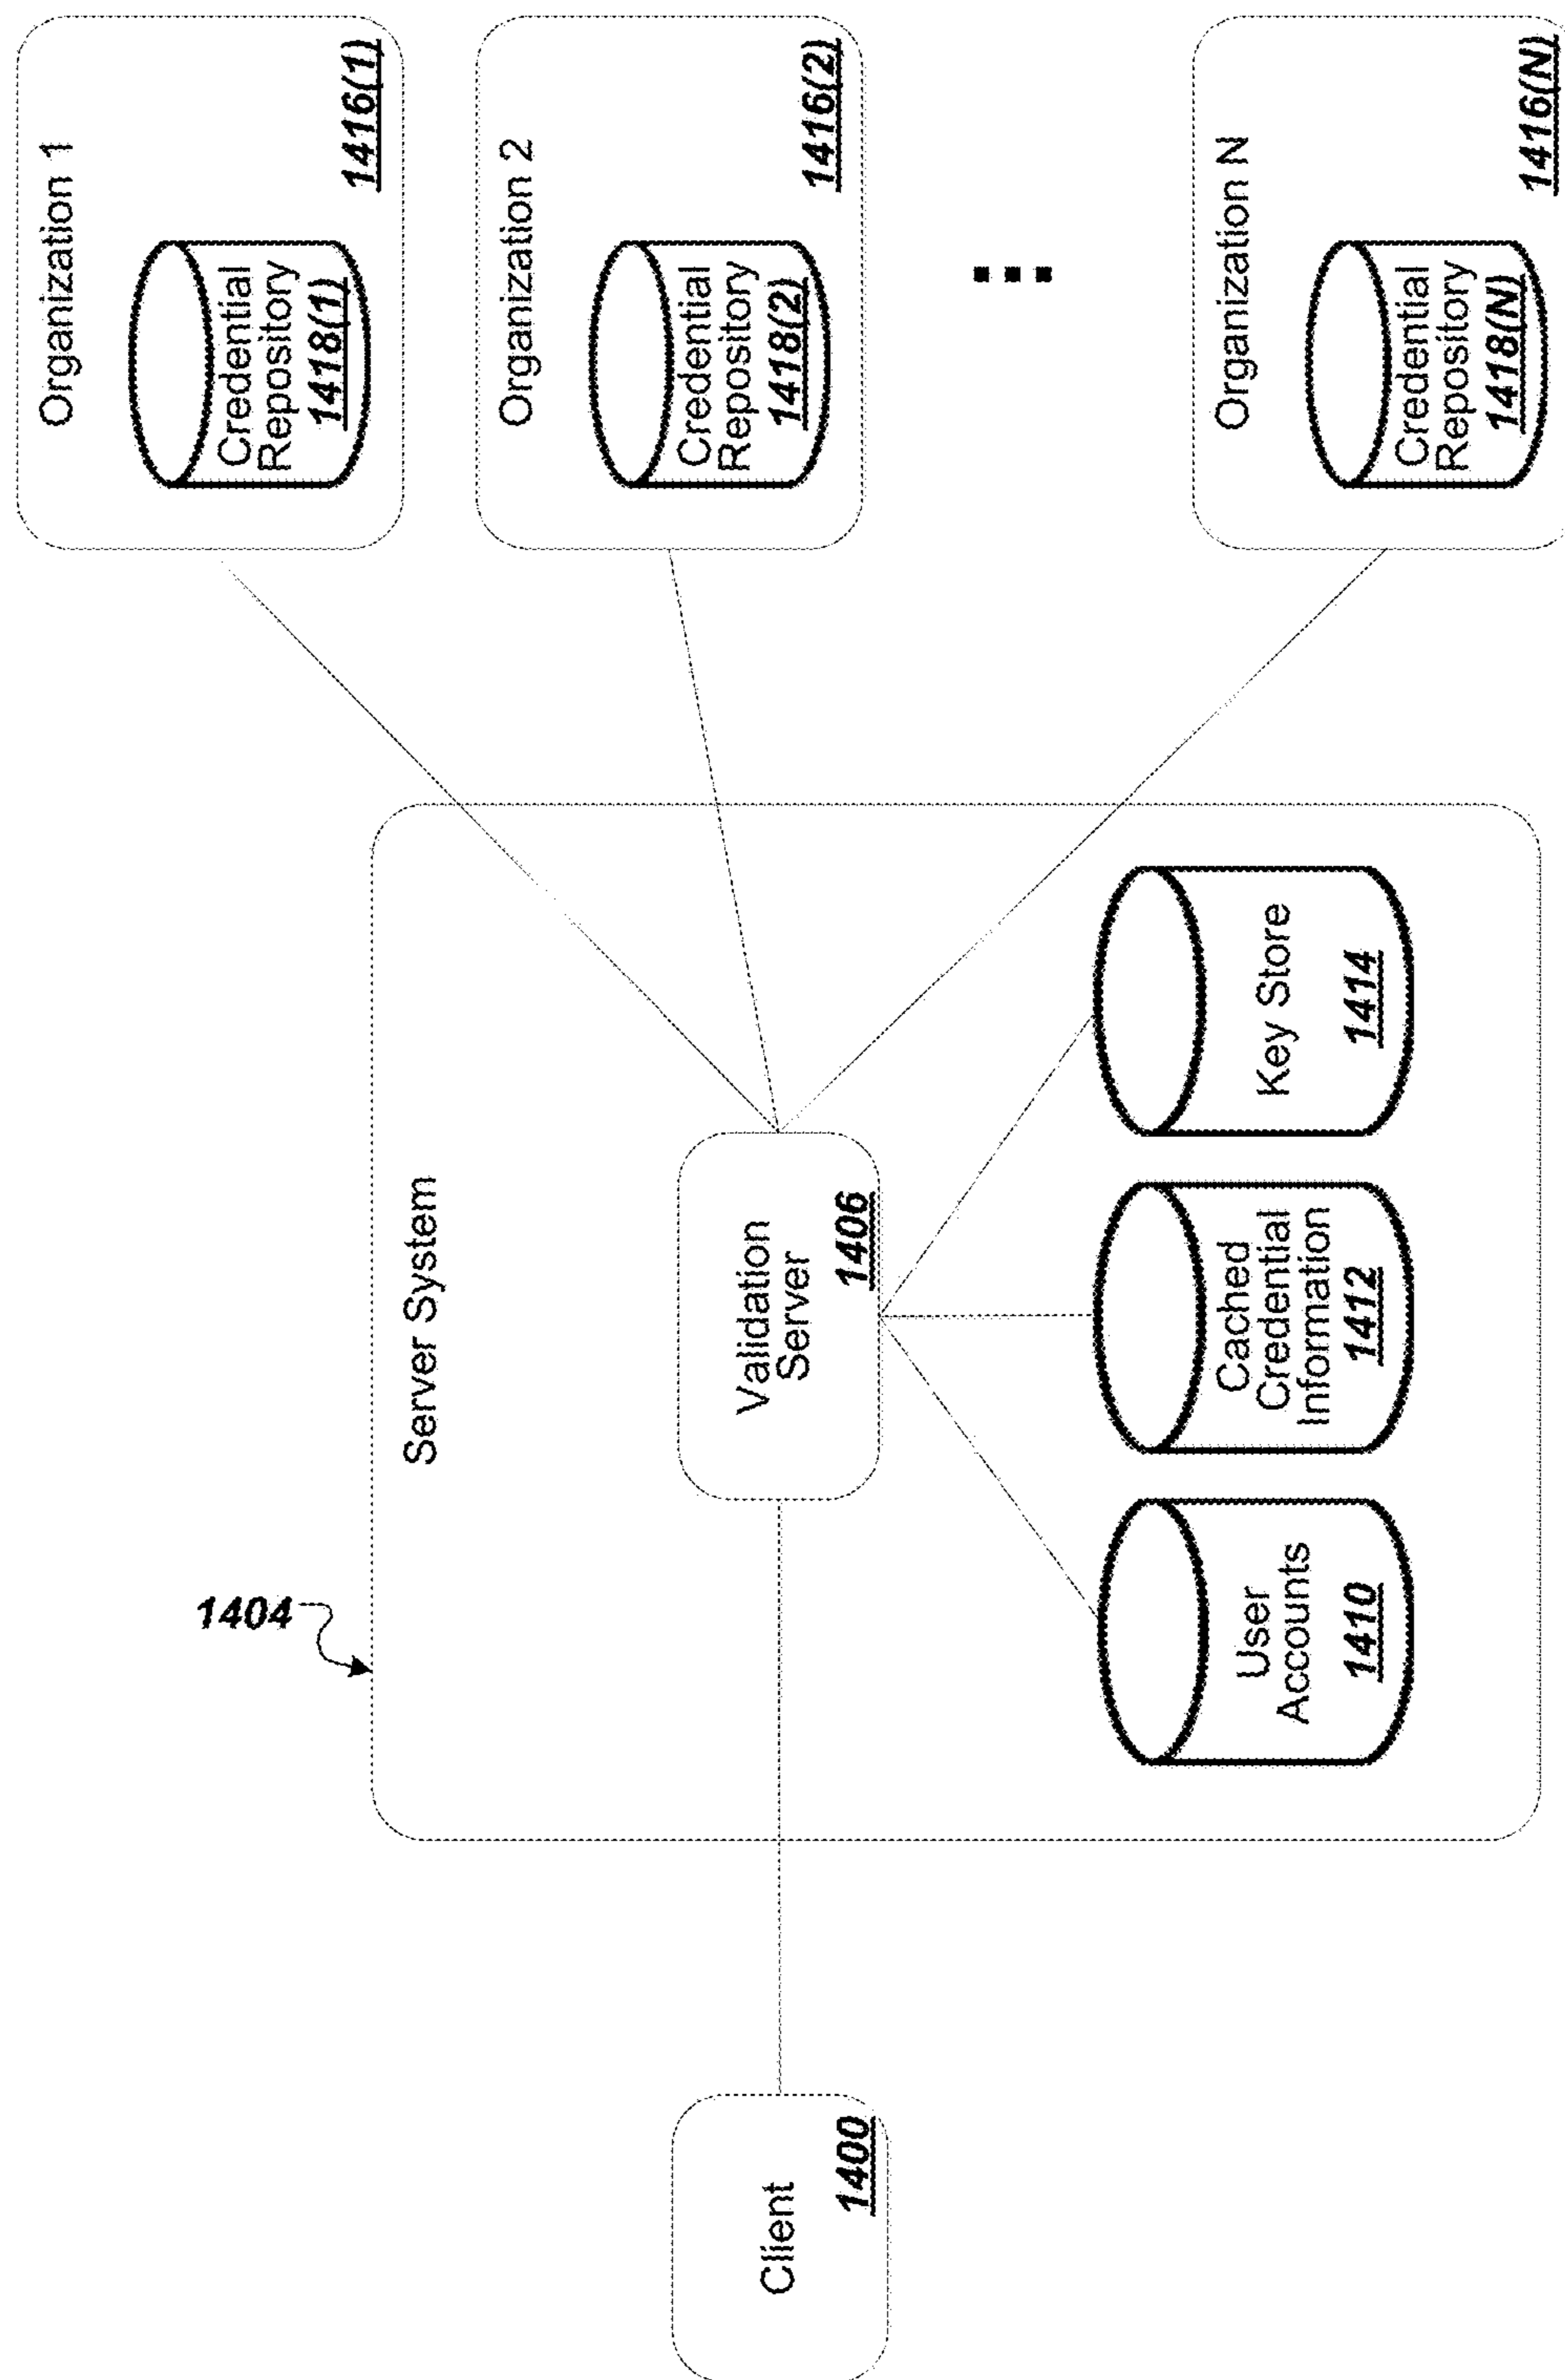 1404
Client
1400
Server System
Validation
Server
1406
User
Accounts
1410
Cached
Credential
Information
1412
Key Store
1414
Organization 1
Credential
Repository
1418(1)
1416(1)
Organization 2
Credential
Repository
1418(2)
1416(2)
Organization N
Credential
Repository
1418(N)
1416(N)